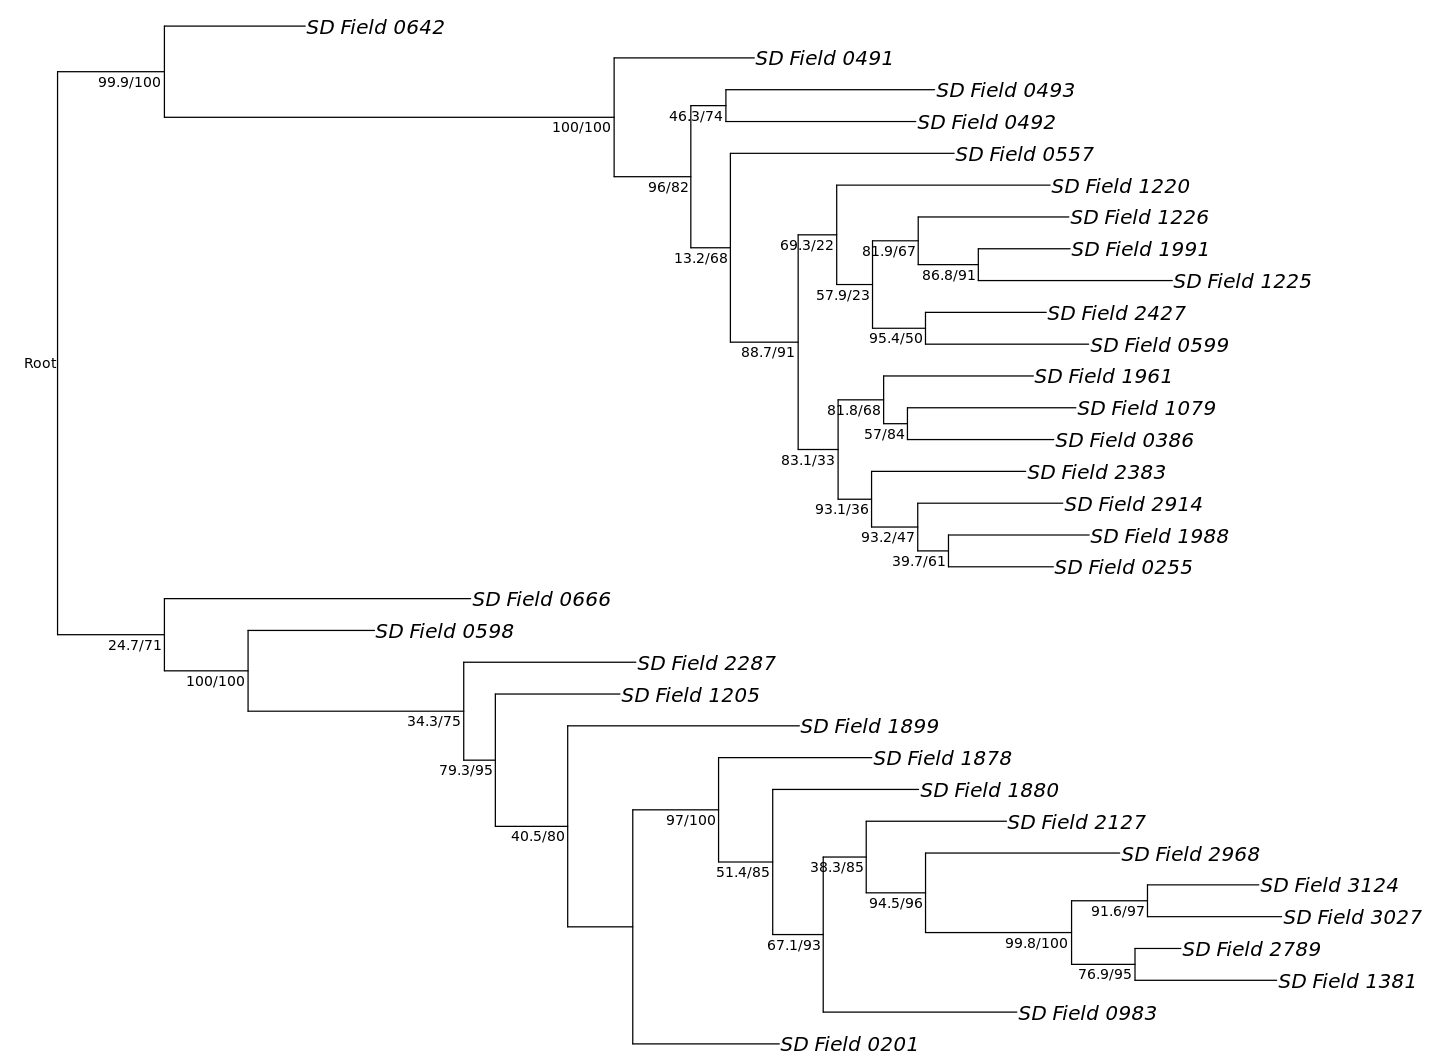 SD Field 0642
SD Field 0491
99.9/100
SD Field 0493
46.3/74
SD Field 0492
100/100
SD Field 0557
SD Field 1220
96/82
SD Field 1226
69.3/22
SD Field 1991
81.9/67
13.2/68
86.8/91
SD Field 1225
57.9/23
SD Field 2427
95.4/50
SD Field 0599
88.7/91
Root
SD Field 1961
SD Field 1079
81.8/68
57/84
SD Field 0386
83.1/33
SD Field 2383
SD Field 2914
93.1/36
SD Field 1988
93.2/47
39.7/61
SD Field 0255
SD Field 0666
SD Field 0598
24.7/71
SD Field 2287
100/100
SD Field 1205
34.3/75
SD Field 1899
SD Field 1878
79.3/95
SD Field 1880
97/100
SD Field 2127
40.5/80
SD Field 2968
38.3/85
51.4/85
SD Field 3124
94.5/96
91.6/97
SD Field 3027
67.1/93
99.8/100
SD Field 2789
76.9/95
SD Field 1381
SD Field 0983
SD Field 0201